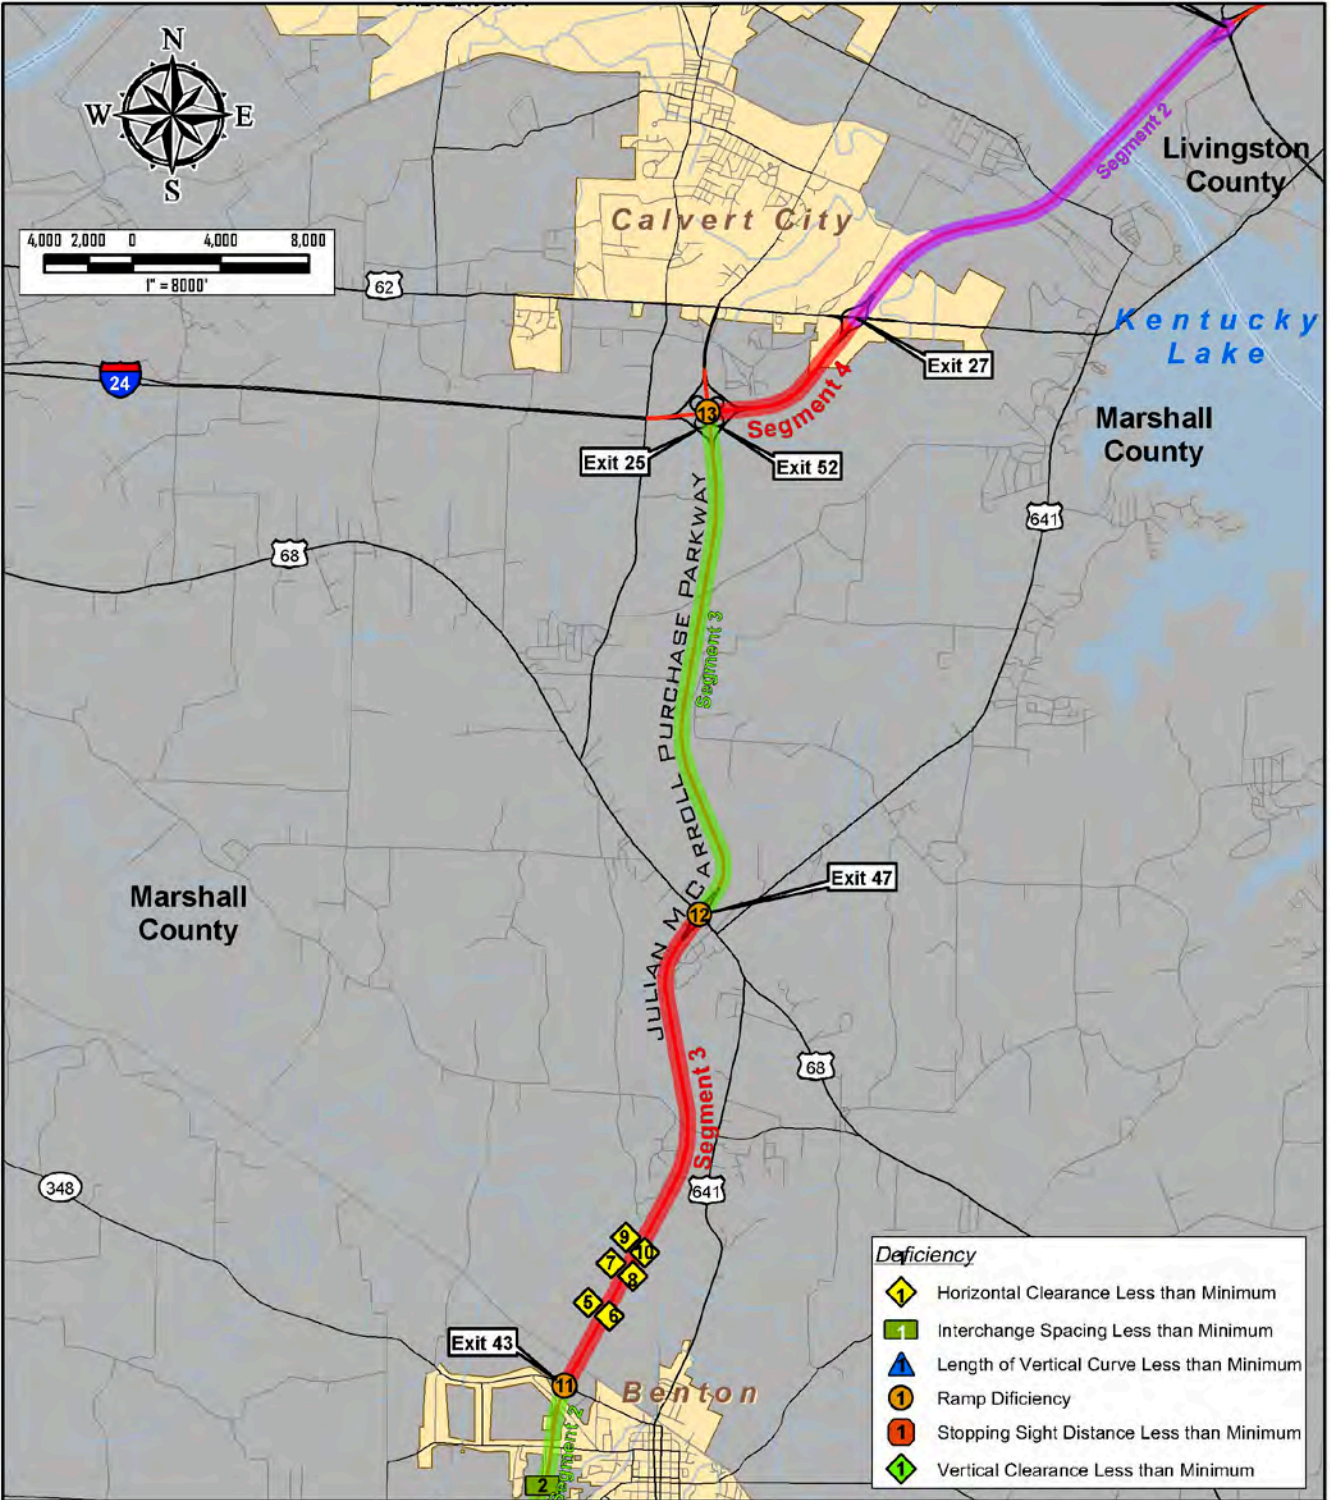 N
W E
S
4,000 2,000 0 4,000 8,000
1" = 8000'
Calvert City
Segment 2
Livingston
County
62
Kentucky
Lake
24
Exit 27
Segment 4
13
Exit 25
Exit 52
Marshall
County
641
68
JULIAN M CARROLL PURCHASE PARKWAY
Segment 3
Exit 47
12
Marshall
County
68
Segment 3
348
641
9
10
7
8
5
6
Exit 43
11
Benton
Segment 2
2
Deficiency
1 Horizontal Clearance Less than Minimum
1 Interchange Spacing Less than Minimum
1 Length of Vertical Curve Less than Minimum
1 Ramp Dificiency
1 Stopping Sight Distance Less than Minimum
1 Vertical Clearance Less than Minimum